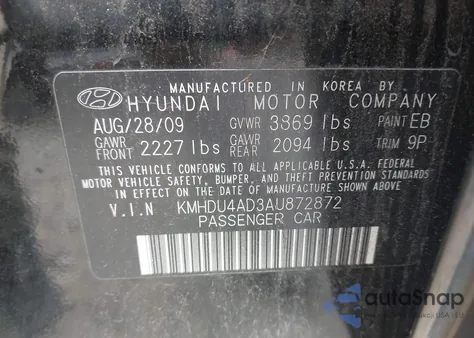 MANUFACTURED IN KOREA BY
HYUNDAI MOTOR COMPANY
AUG/28/09 GVWR 3869 lbs PAINT EB
GAWR FRONT 2227 lbs GAWR REAR 2094 lbs TRIM 9P
THIS VEHICLE CONFORMS TO ALL APPLICABLE U.S.A. FEDERAL
MOTOR VEHICLE SAFETY, BUMPER, AND THEFT PREVENTION STANDARDS
IN EFFECT ON THE DATE OF MANUFACTURE SHOWN ABOVE.
V.I.N KMHDU4AD3AU872872
PASSENGER CAR
autoSnap